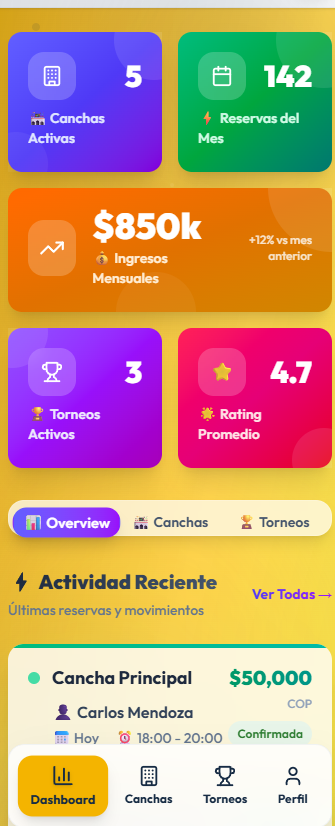 5
🏟️ Canchas
Activas
142
⚡ Reservas del
Mes
$850k
💰 Ingresos
Mensuales
+12% vs mes
anterior
3
🏆 Torneos
Activos
4.7
🌟 Rating
Promedio
📊 Overview
🏟️ Canchas
🏆 Torneos
Actividad Reciente
Últimas reservas y movimientos
Ver Todas →
Cancha Principal
$50,000
COP
👤 Carlos Mendoza
📅 Hoy ⏰ 18:00 - 20:00
Confirmada
Dashboard
Canchas
Torneos
Perfil